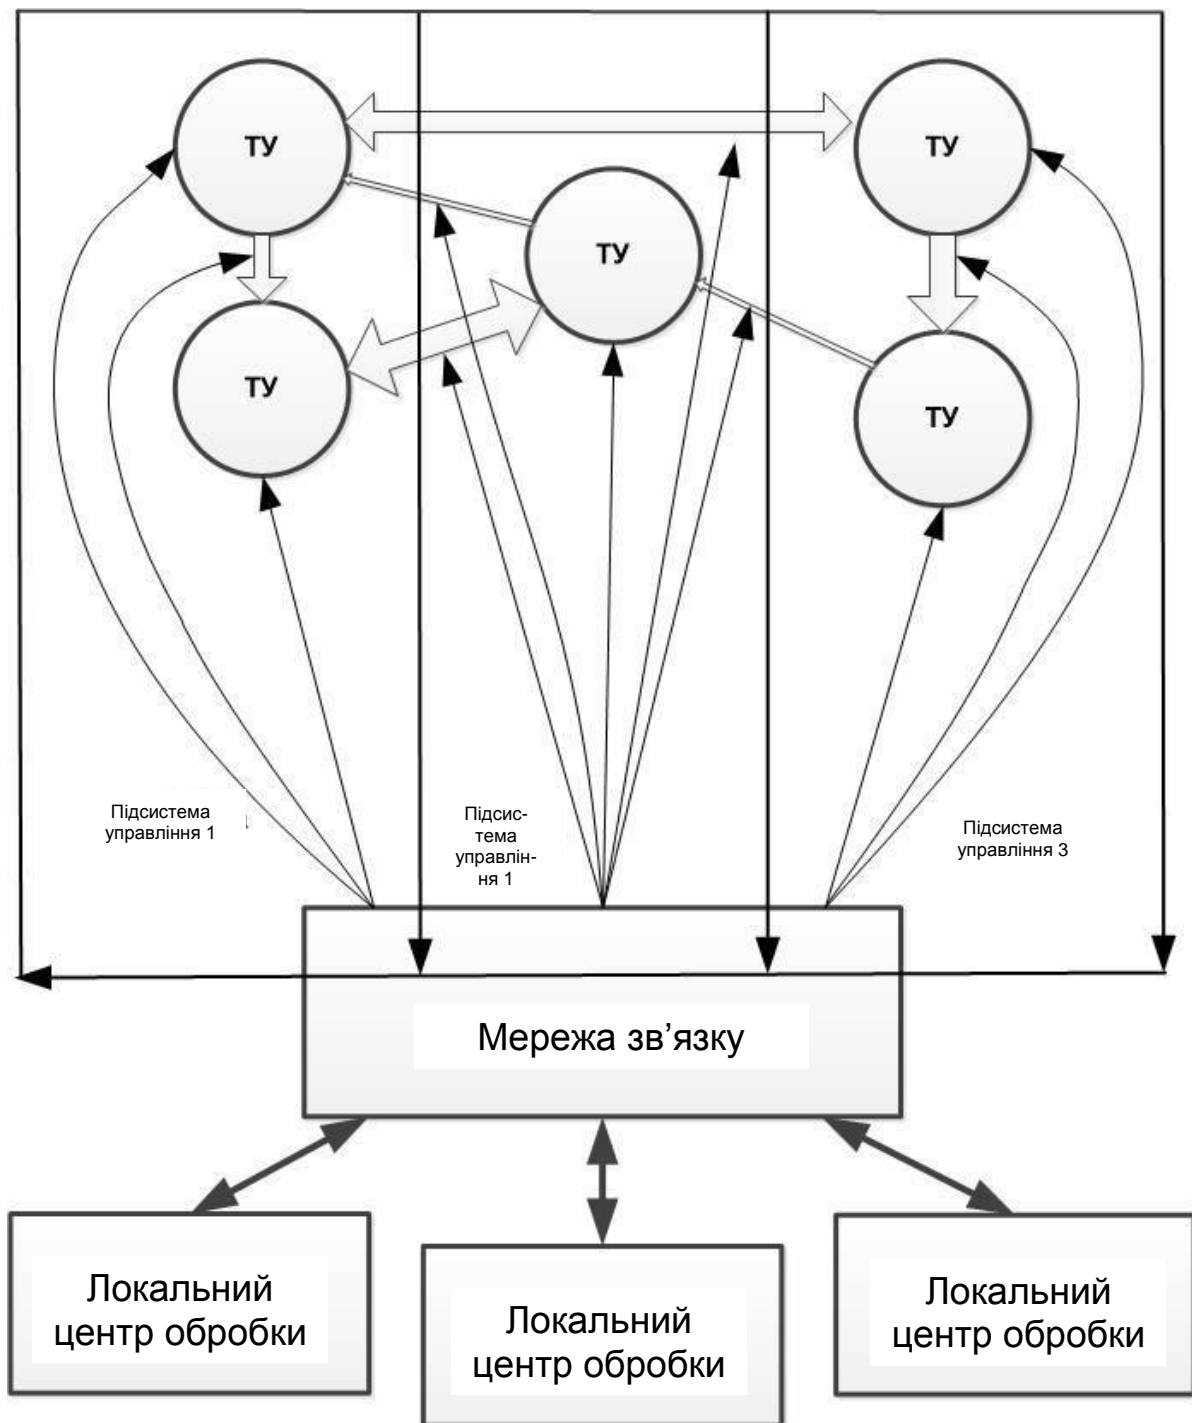 ТУ
ТУ
ТУ
ТУ
ТУ
Підсистема
управління 1
Підсис-
тема
управлін-
ня 1
Підсистема
управління 3
Мережа зв’язку
Локальний
центр обробки
Локальний
центр обробки
Локальний
центр обробки